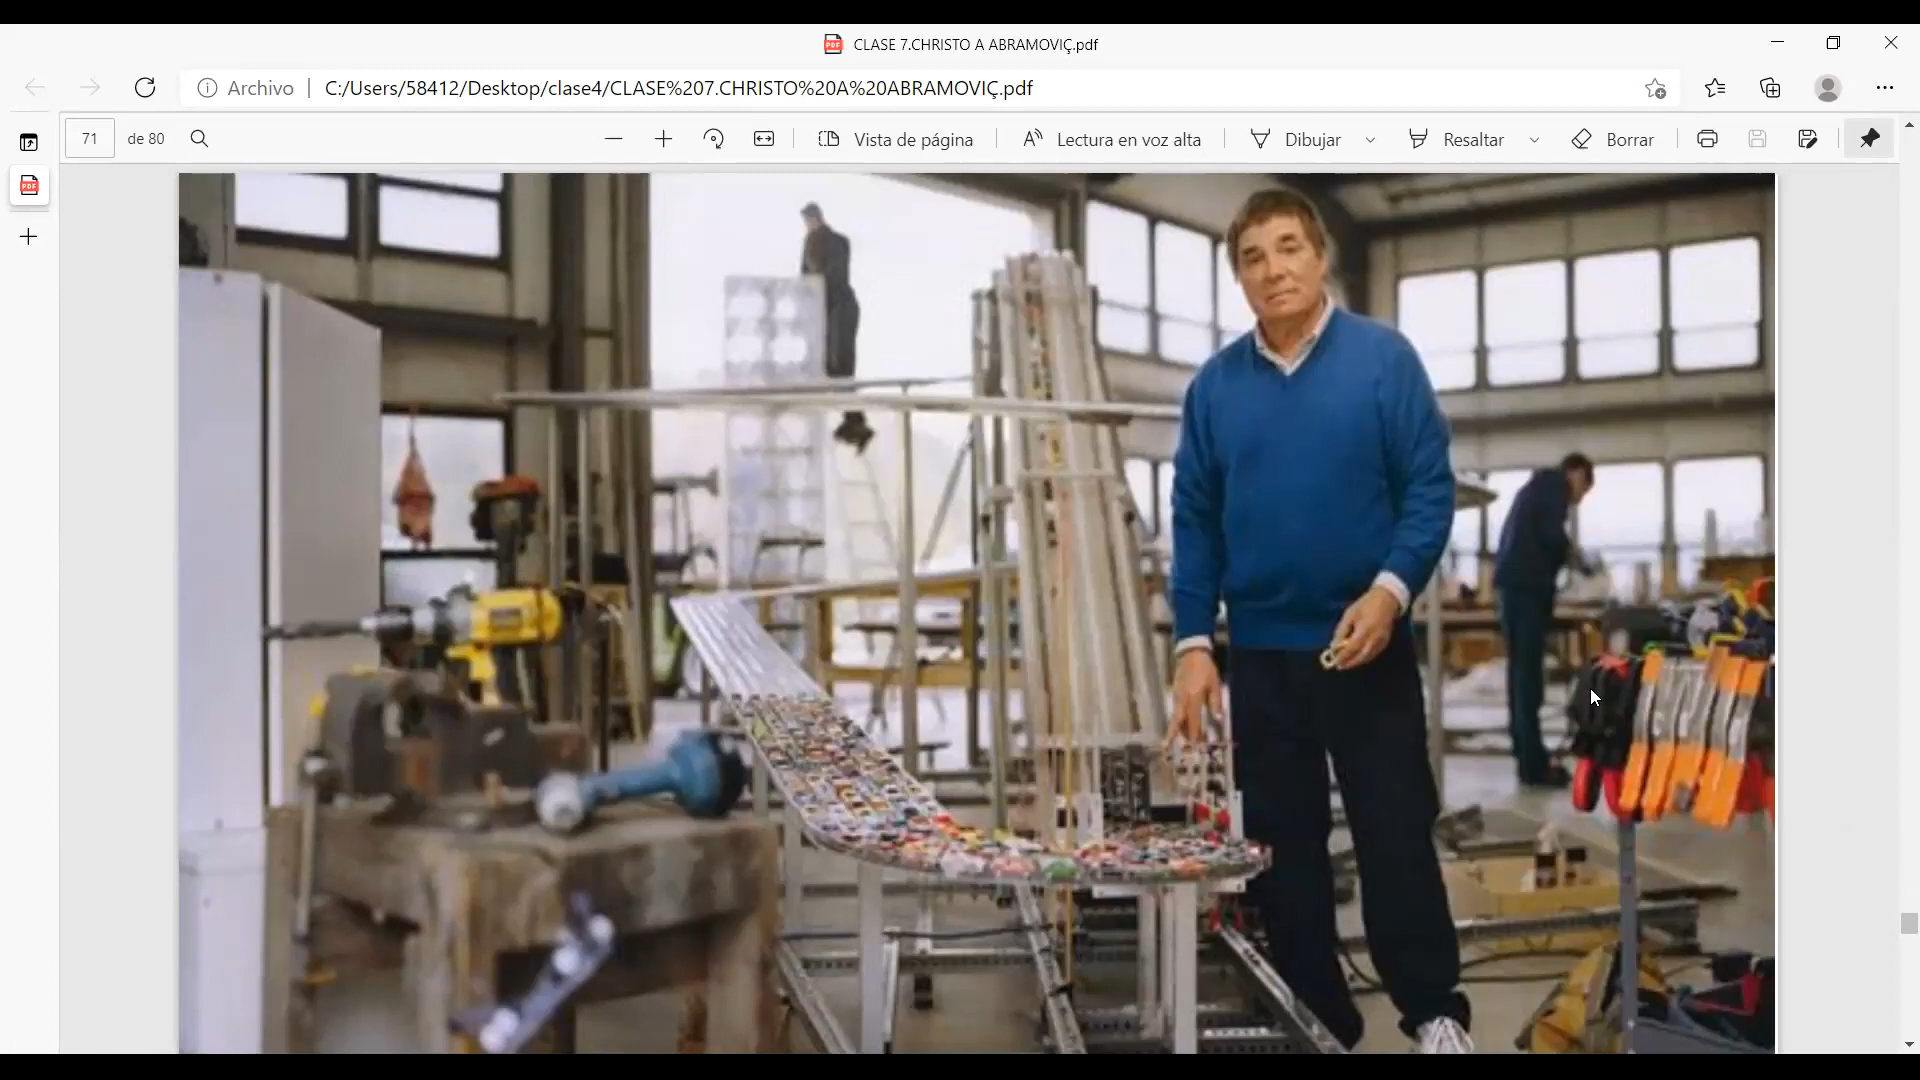 CLASE 7.CHRISTO A ABRAMOVIÇ.pdf
Archivo | C:/Users/58412/Desktop/clase4/CLASE%207.CHRISTO%20A%20ABRAMOVIÇ.pdf
71 de 80 Vista de página Lectura en voz alta Dibujar Resaltar Borrar
PDF